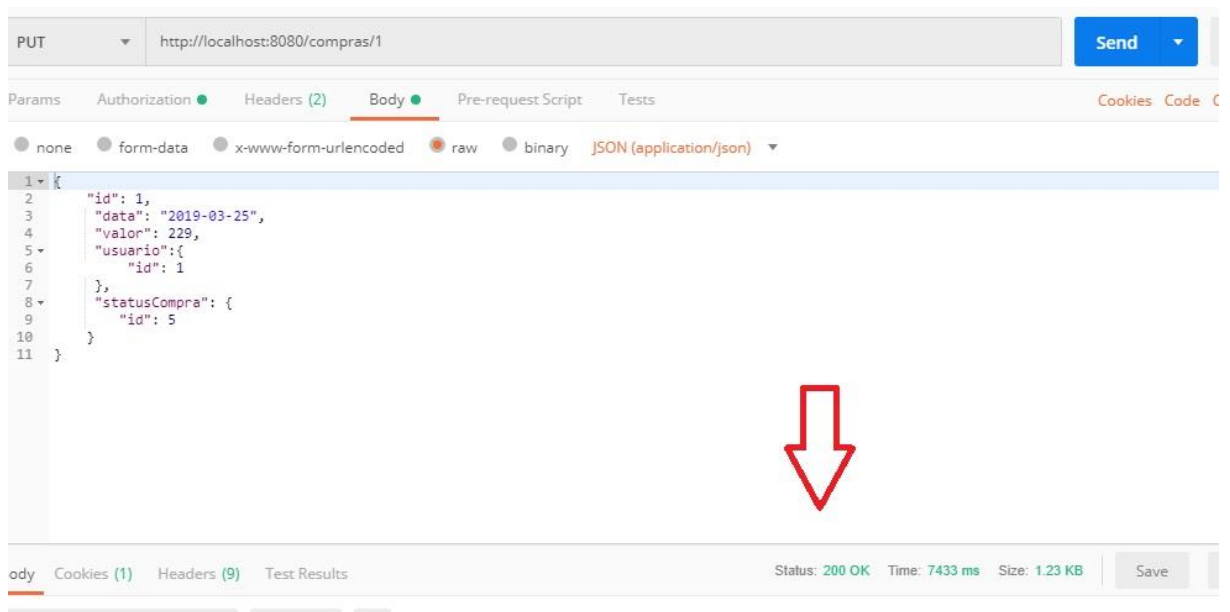 PUT http://localhost:8080/compras/1 Send
Params Authorization Headers (2) Body Pre-request Script Tests Cookies Code
none form-data x-www-form-urlencoded raw binary JSON (application/json)
1 {
2 "id": 1,
3 "data": "2019-03-25",
4 "valor": 229,
5 "usuario":{
6 "id": 1
7 },
8 "statusCompra": {
9 "id": 5
10 }
11 }
ody Cookies (1) Headers (9) Test Results Status: 200 OK Time: 7433 ms Size: 1.23 KB Save